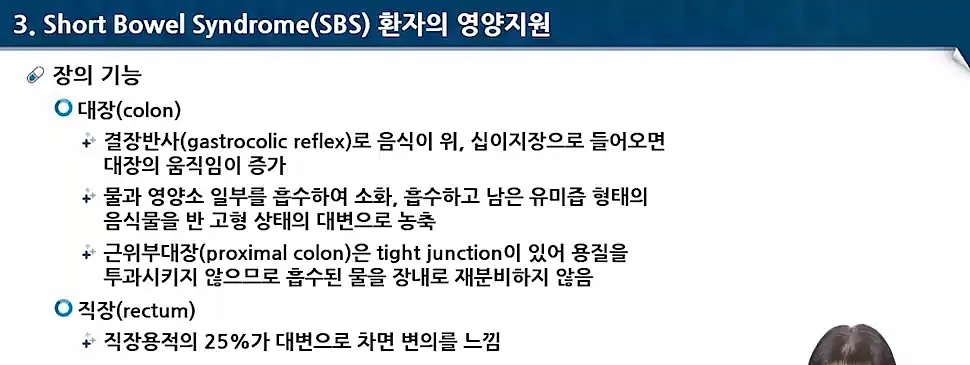 3. Short Bowel Syndrome(SBS) 환자의 영양지원
장의 기능
대장(colon)
결장반사(gastrocolic reflex)로 음식이 위, 십이지장으로 들어오면
대장의 움직임이 증가
물과 영양소 일부를 흡수하여 소화, 흡수하고 남은 유미즙 형태의
음식물을 반 고형 상태의 대변으로 농축
근위부대장(proximal colon)은 tight junction이 있어 용질을
투과시키지 않으므로 흡수된 물을 장내로 재분비하지 않음
직장(rectum)
직장용적의 25%가 대변으로 차면 변의를 느낌